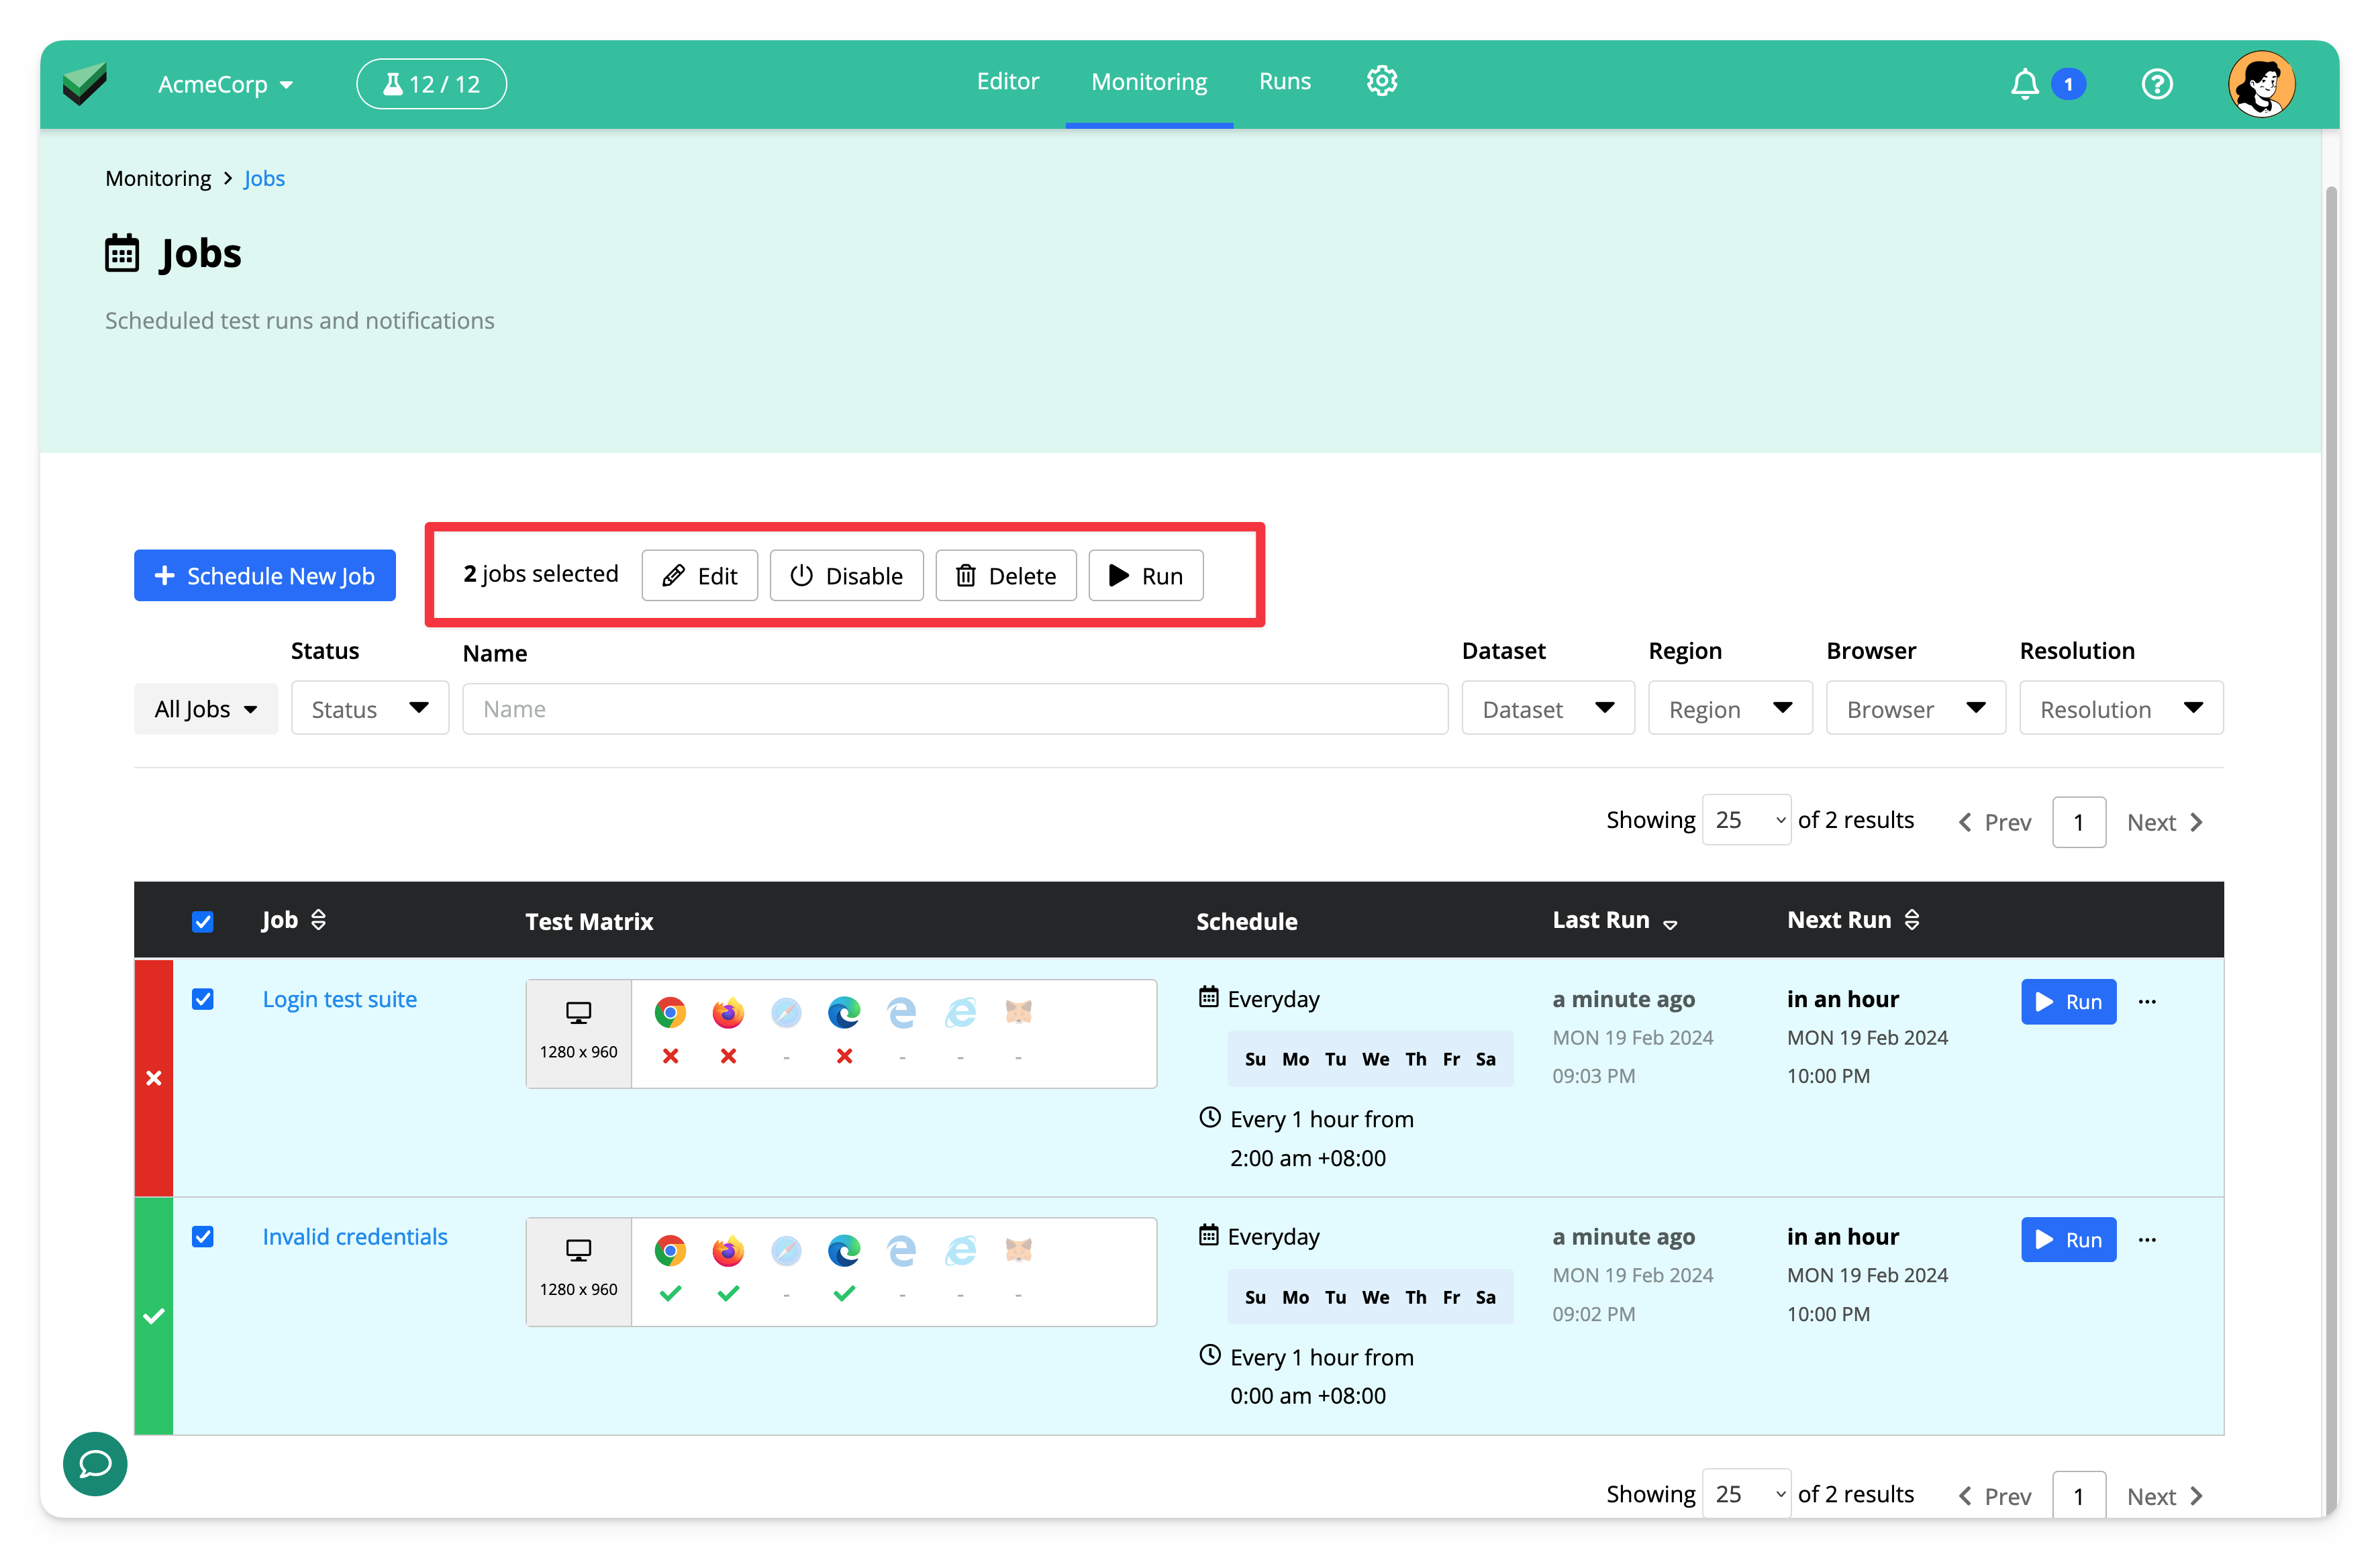 AcmeCorp 12 / 12 Editor Monitoring Runs 1
Monitoring Jobs
Jobs
Scheduled test runs and notifications
Schedule New Job 2 jobs selected Edit Disable Delete Run
Status Name Dataset Region Browser Resolution
All Jobs Status Name Dataset Region Browser Resolution
Showing 25 of 2 results Prev 1 Next
Job Test Matrix Schedule Last Run Next Run
Login test suite Everyday a minute ago in an hour Run ...
1280 x 960 - - - - MON 19 Feb 2024 MON 19 Feb 2024
Su Mo Tu We Th Fr Sa 09:03 PM 10:00 PM
Every 1 hour from
2:00 am +08:00
Invalid credentials Everyday a minute ago in an hour Run ...
1280 x 960 - - - - MON 19 Feb 2024 MON 19 Feb 2024
Su Mo Tu We Th Fr Sa 09:02 PM 10:00 PM
Every 1 hour from
0:00 am +08:00
Showing 25 of 2 results Prev 1 Next